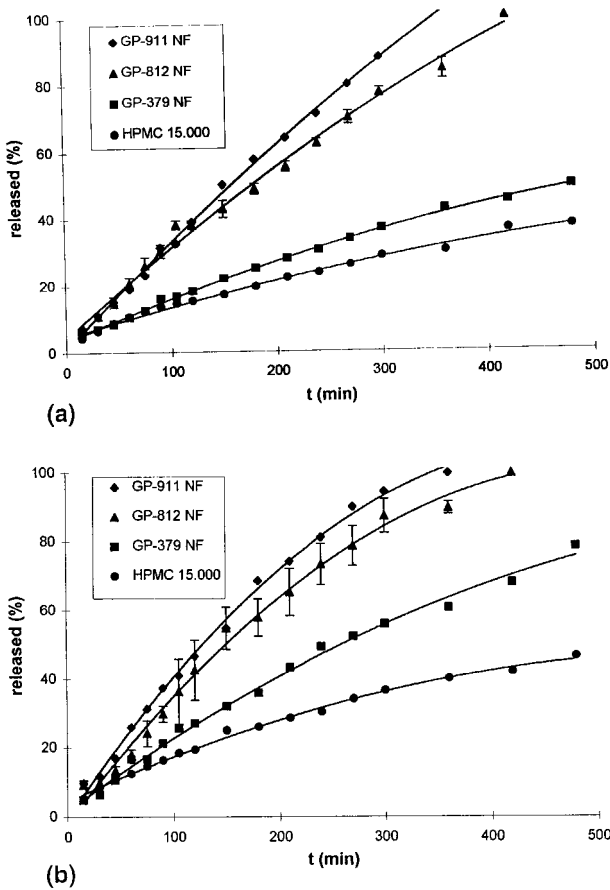 100
80
60
40
20
0
released (%)
GP-911 NF
GP-812 NF
GP-379 NF
HPMC 15.000
0
100
200
300
400
500
t (min)
(a)
100
80
60
40
20
0
released (%)
GP-911 NF
GP-812 NF
GP-379 NF
HPMC 15.000
0
100
200
300
400
500
t (min)
(b)